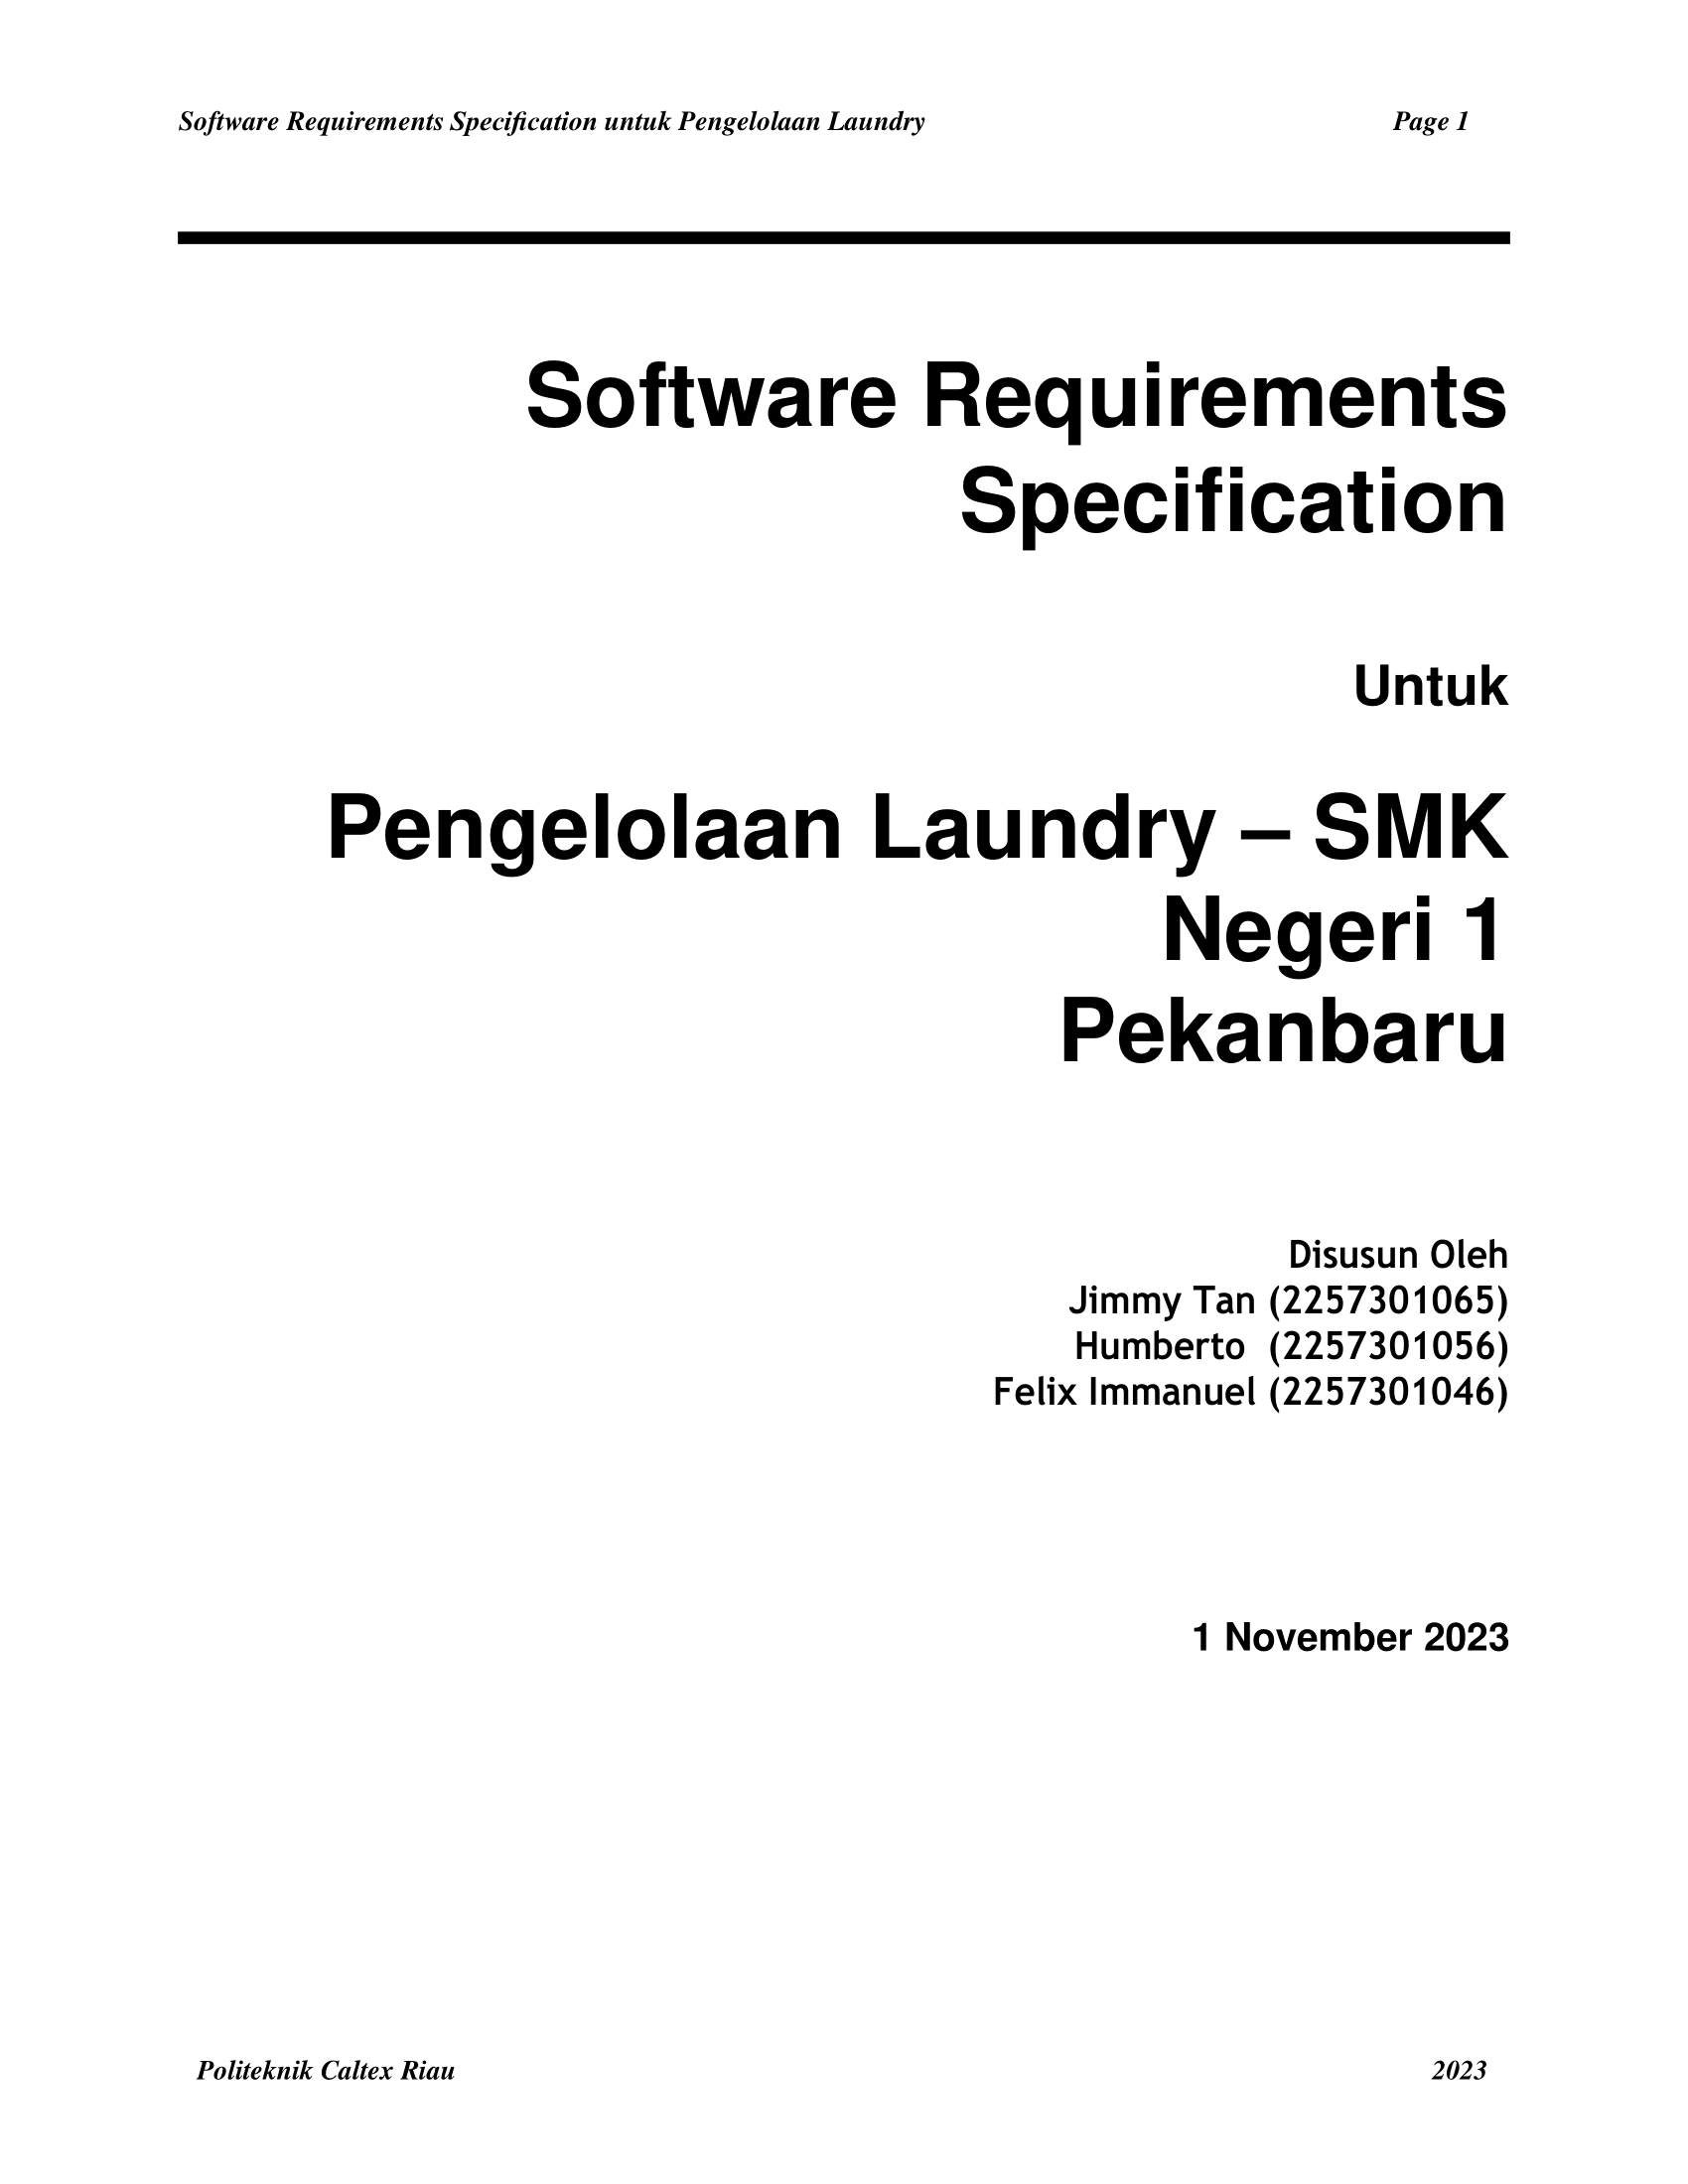 Software Requirements Specification untuk Pengelolaan Laundry Page 1
Software Requirements
Specification
Untuk
Pengelolaan Laundry – SMK
Negeri 1
Pekanbaru
Disusun Oleh
Jimmy Tan (2257301065)
Humberto (2257301056)
Felix Immanuel (2257301046)
1 November 2023
Politeknik Caltex Riau 2023